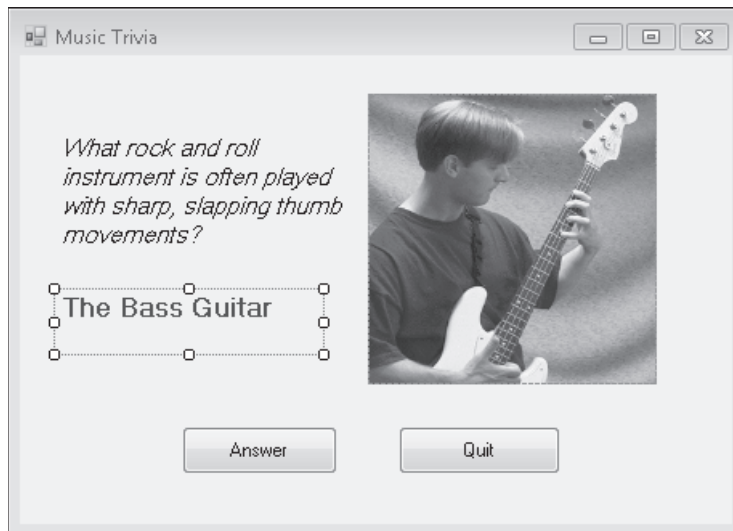 Music Trivia
What rock and roll
instrument is often played
with sharp, slapping thumb
movements?
The Bass Guitar
Answer
Quit